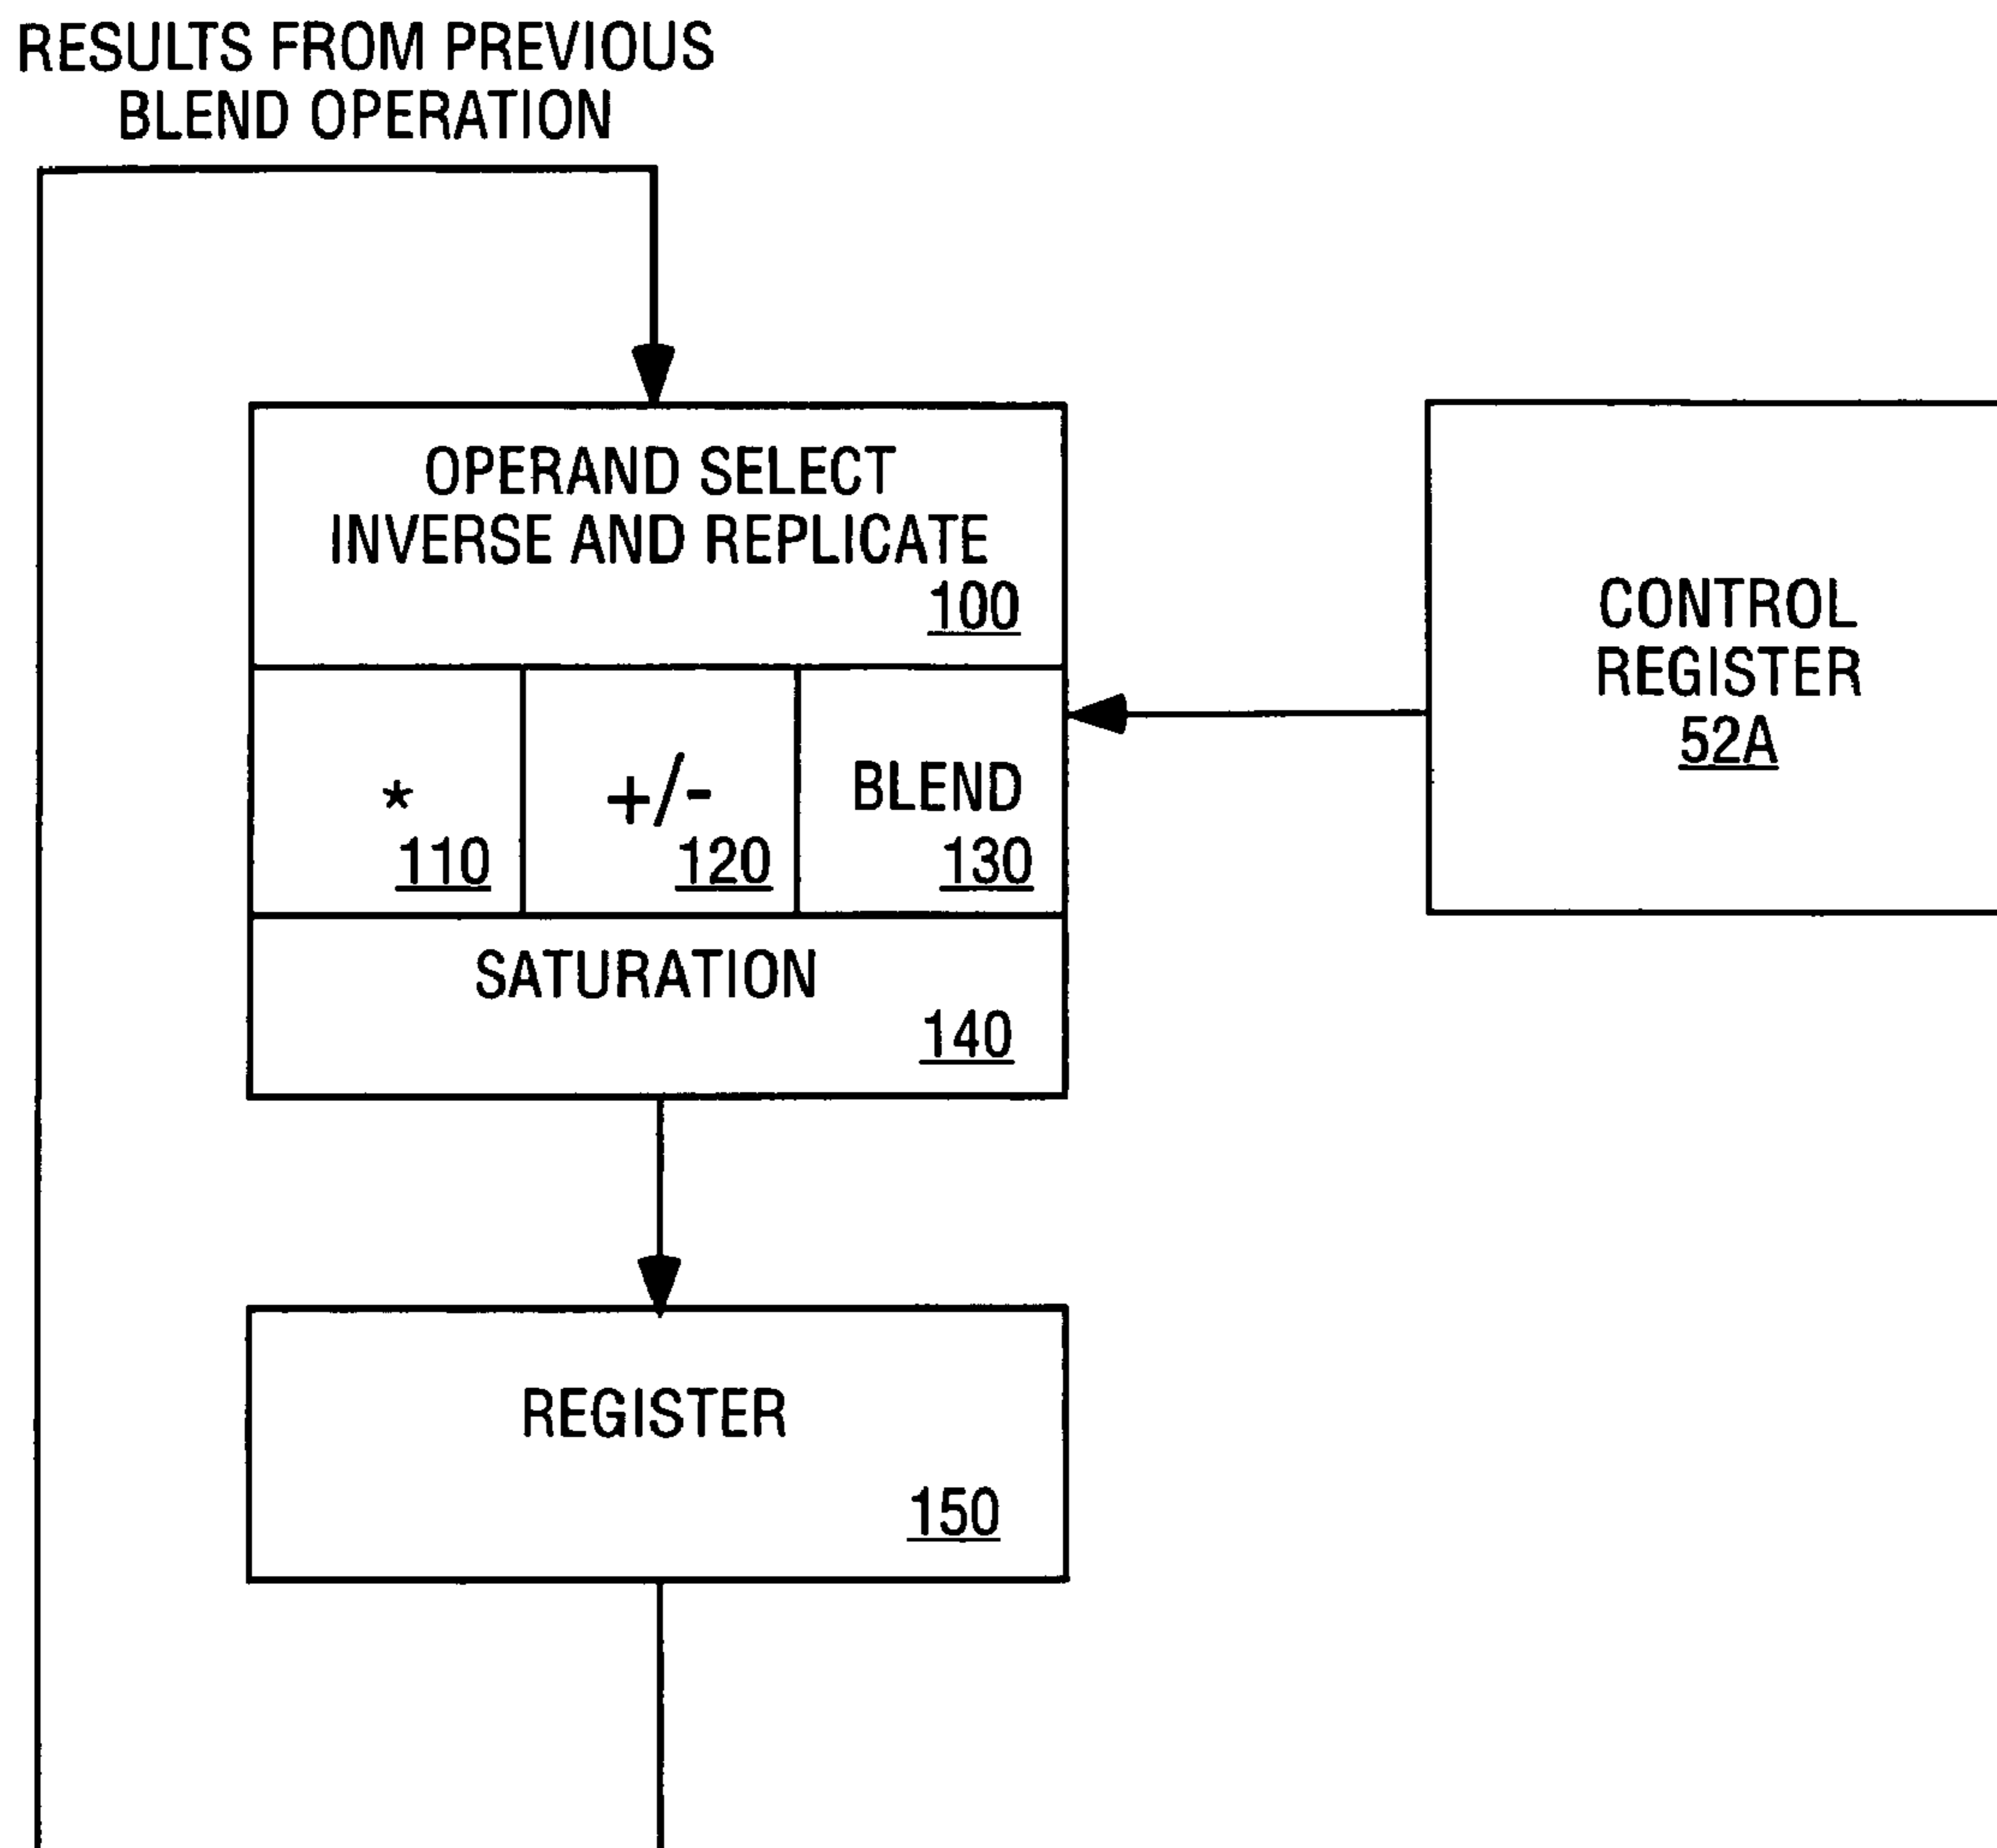 RESULTS FROM PREVIOUS
BLEND OPERATION
OPERAND SELECT
INVERSE AND REPLICATE
100
CONTROL
REGISTER
52A
*
110
+/-
120
BLEND
130
SATURATION
140
REGISTER
150